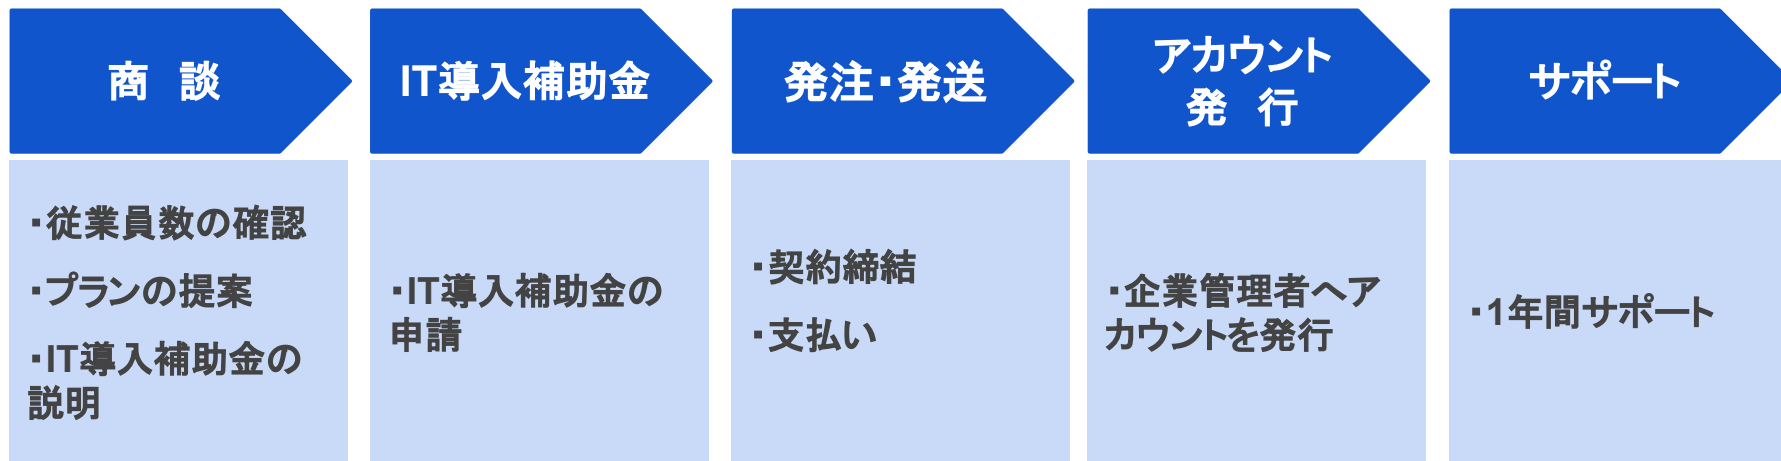 商　談
・従業員数の確認
・プランの提案
・IT導入補助金の
説明
IT導入補助金
・IT導入補助金の
申請
発注・発送
・契約締結
・支払い
アカウント
発　行
・企業管理者へア
カウントを発行
サポート
・1年間サポート